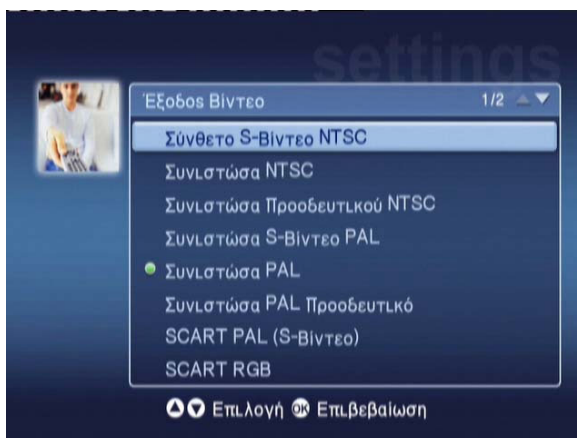 settings
Έξοδος Βίντεο 1/2
Σύνθετο S-Βίντεο NTSC
Συνιστώσα NTSC
Συνιστώσα Προοδευτικού NTSC
Συνιστώσα S-Βίντεο PAL
Συνιστώσα PAL
Συνιστώσα PAL Προοδευτικό
SCART PAL (S-Βίντεο)
SCART RGB
Επιλογή OK Επιβεβαίωση